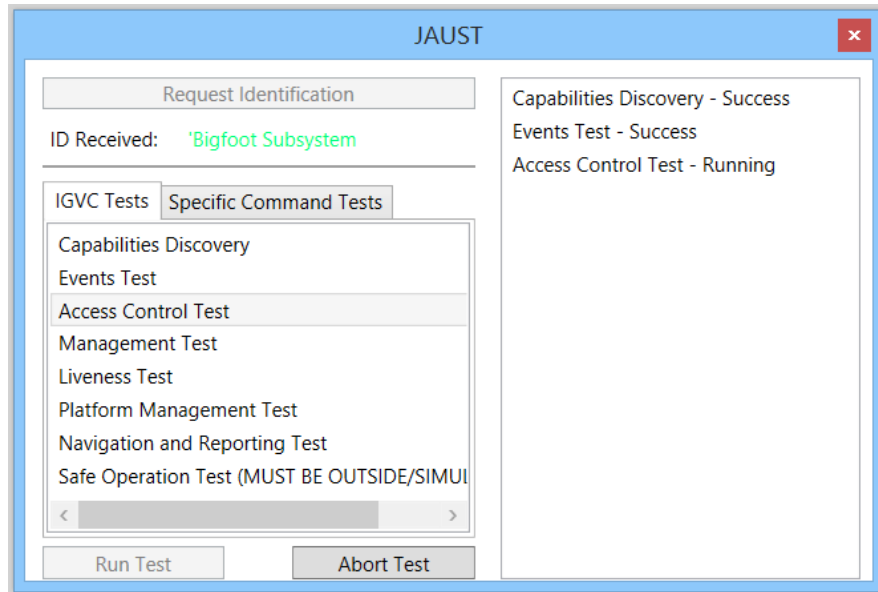 JAUST
x
Request Identification
ID Received: 'Bigfoot Subsystem
IGVC Tests
Specific Command Tests
Capabilities Discovery
Events Test
Access Control Test
Management Test
Liveness Test
Platform Management Test
Navigation and Reporting Test
Safe Operation Test (MUST BE OUTSIDE/SIMUL
Run Test
Abort Test
Capabilities Discovery - Success
Events Test - Success
Access Control Test - Running